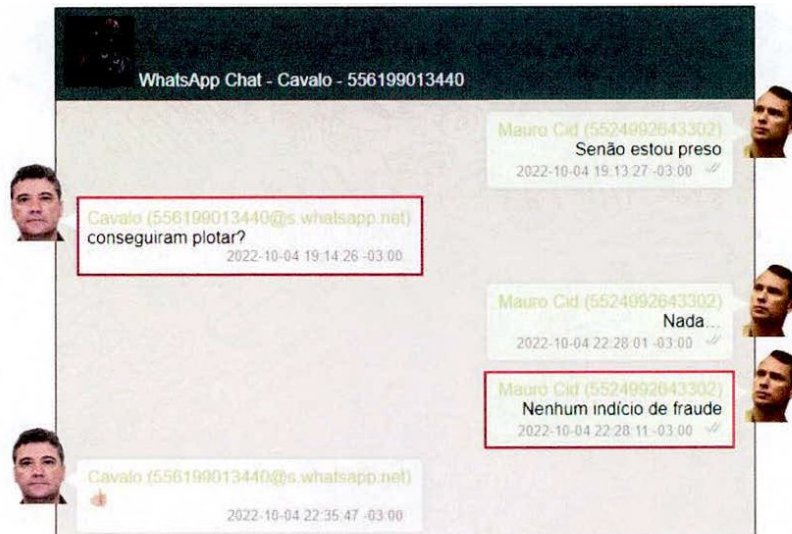 WhatsApp Chat - Cavalo - 556199013440
Mauro Cid (5524992643302)
Senão estou preso
2022-10-04 19:13:27 -03:00
Cavalo (556199013440@s.whatsapp.net)
conseguiram plotar?
2022-10-04 19:14:26 -03:00
Mauro Cid (5524992643302)
Nada...
2022-10-04 22:28:01 -03:00
Mauro Cid (5524992643302)
Nenhum indício de fraude
2022-10-04 22:28:11 -03:00
Cavalo (556199013440@s.whatsapp.net)
👍
2022-10-04 22:35:47 -03:00